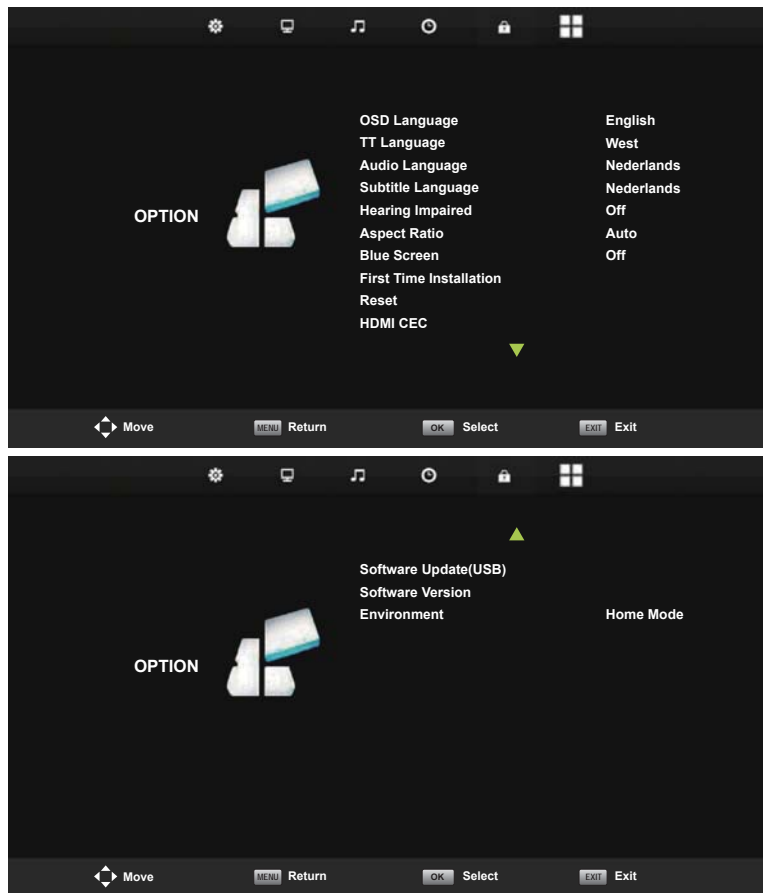 OSD Language English
TT Language West
Audio Language Nederlands
Subtitle Language Nederlands
OPTION
Hearing Impaired Off
Aspect Ratio Auto
Blue Screen Off
First Time Installation
Reset
HDMI CEC
Move MENU Return OK Select EXIT Exit
Software Update(USB)
Software Version
Environment Home Mode
OPTION
Move MENU Return OK Select EXIT Exit